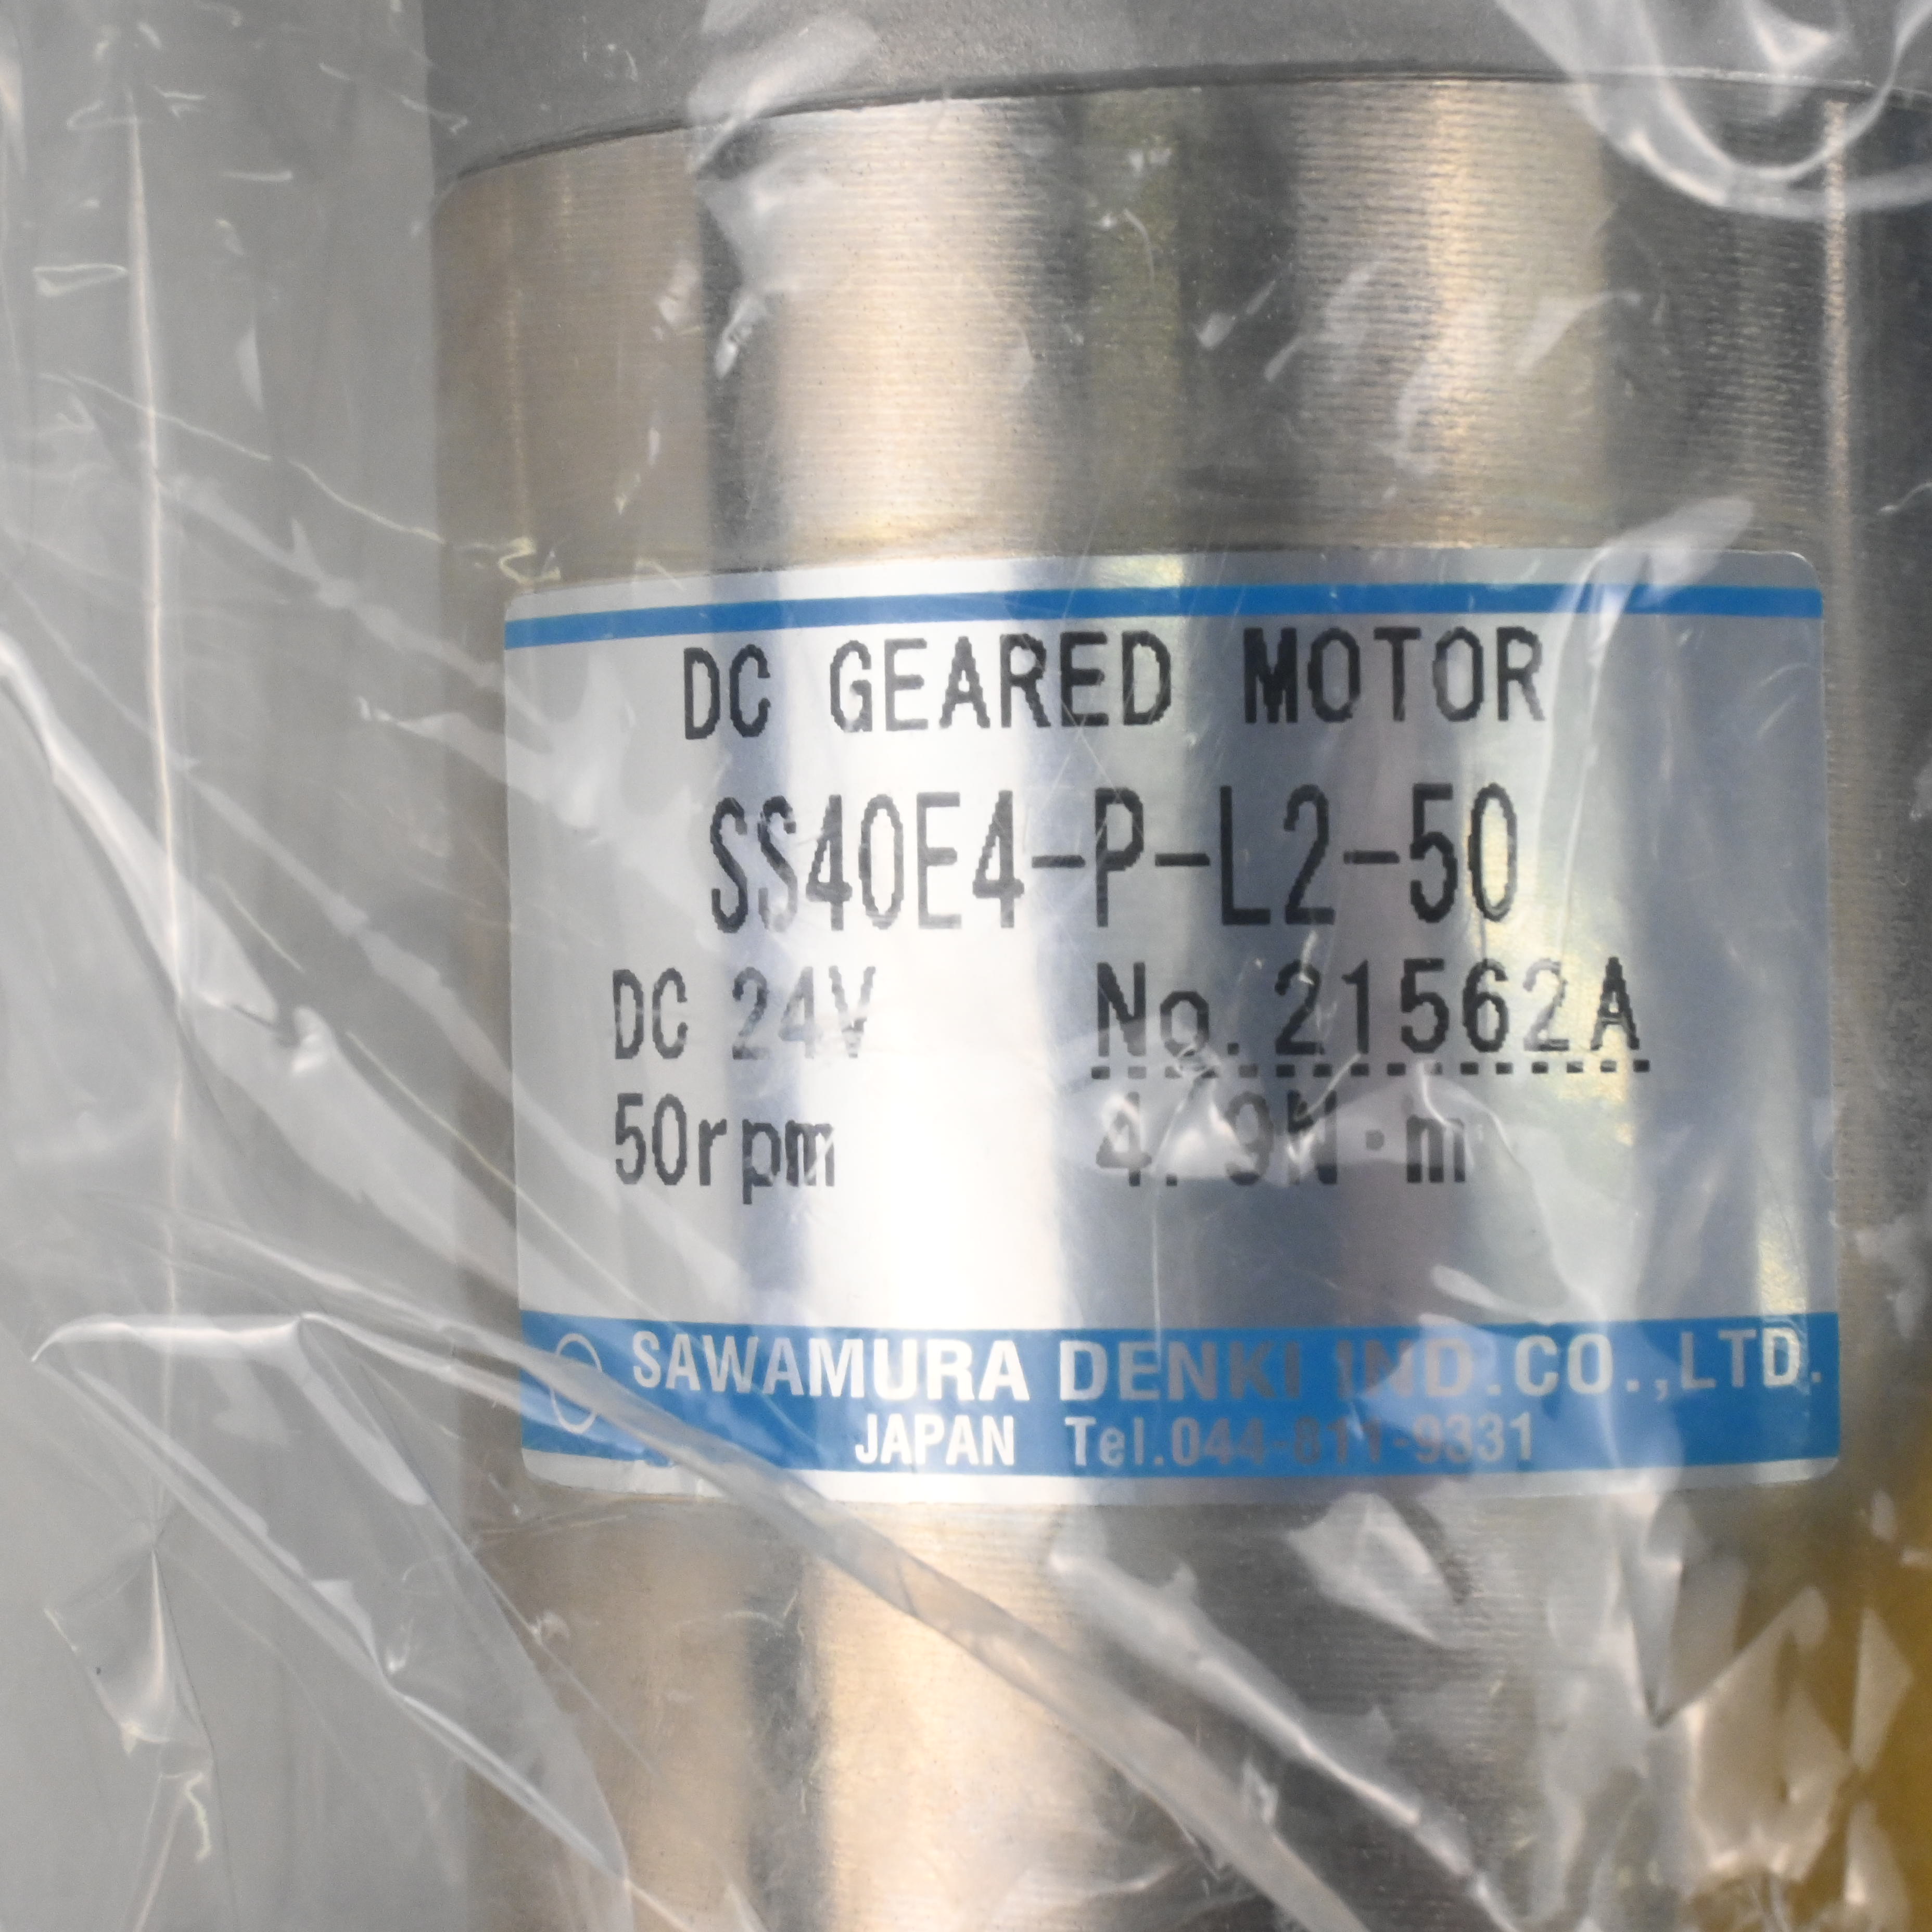 DC GEARED MOTOR
SS40E4-P-L2-50
DC 24V No.21562A
50rpm 4.9N·m
SAWAMURA DENKI IND.CO.,LTD.
JAPAN Tel.044-811-9331